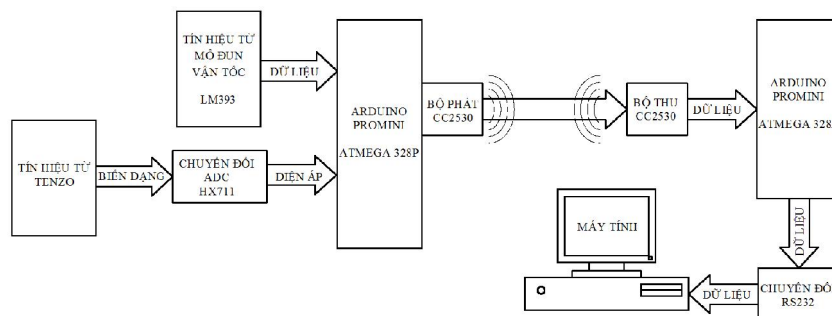 TÍN HIỆU TỪ
MÔ ĐUN
VẬN TỐC
LM393
DỮ LIỆU
TÍN HIỆU TỪ
TENZO
BIẾN DẠNG
CHUYỂN ĐỔI
ADC
HX711
ĐIỆN ÁP
ARDUINO
PROMINI
ATMEGA 328P
BỘ PHÁT
CC2530
BỘ THU
CC2530
DỮ LIỆU
ARDUINO
PROMINI
ATMEGA 328
DỮ LIỆU
CHUYỂN ĐỔI
RS232
DỮ LIỆU
MÁY TÍNH